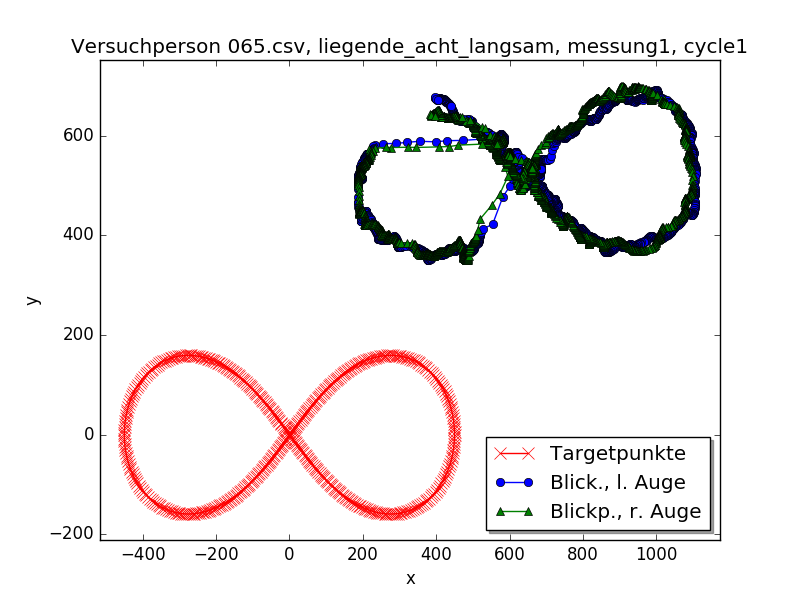 Versuchperson 065.csv, liegende_acht_langsam, messung1, cycle1
600
400
200
0
−200
y
−400
−200
0
200
400
600
800
1000
x
Targetpunkte
Blick., l. Auge
Blickp., r. Auge